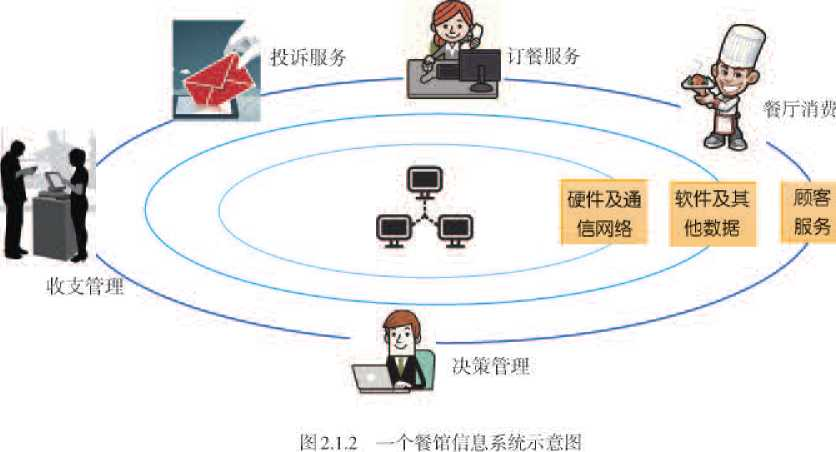 投诉服务
订餐服务
餐厅消费
硬件及通
信网络
软件及其
他数据
顾客
服务
收支管理
决策管理
图2.1.2 一个餐馆信息系统示意图